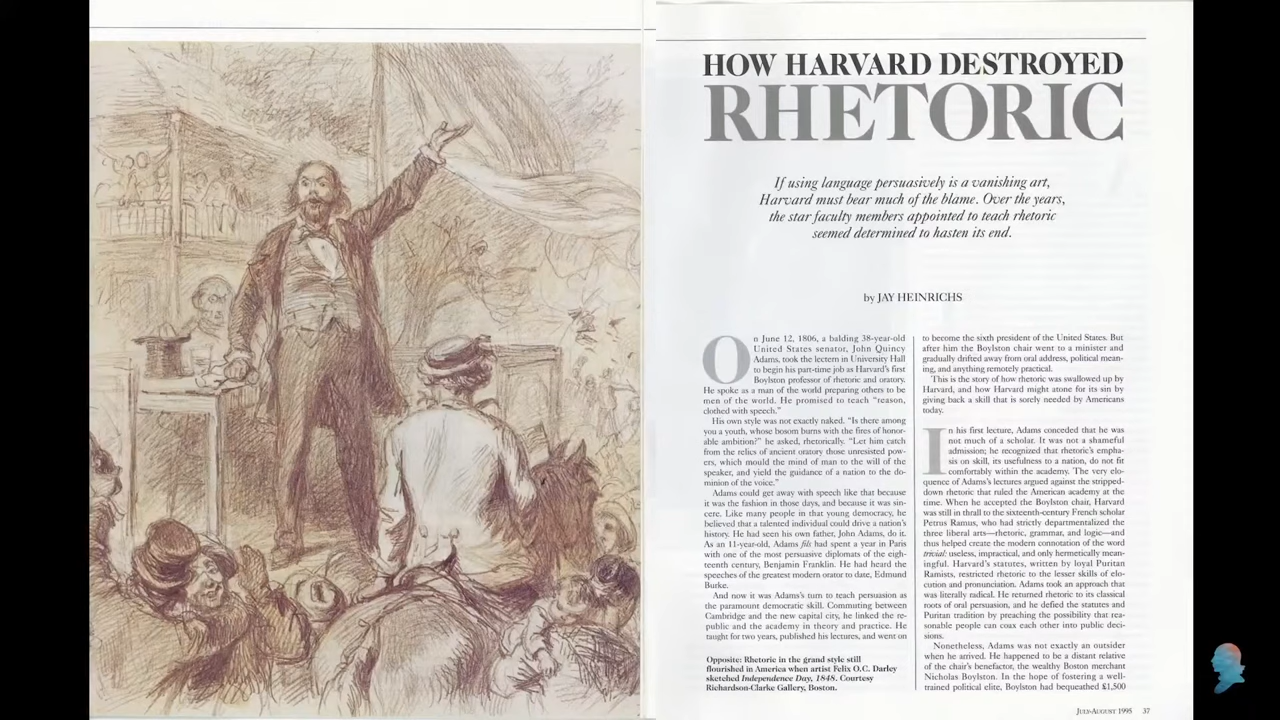 HOW HARVARD DESTROYED
RHETORIC
If using language persuasively is a vanishing art,
Harvard must bear much of the blame. Over the years,
the star faculty members appointed to teach rhetoric
seemed determined to hasten its end.
by JAY HEINRICHS
On June 12, 1806, a balding 38-year-old
United States senator, John Quincy
Adams, took the lectern in University Hall
to begin his part-time job as Harvard's first
Boylston professor of rhetoric and oratory.
He spoke as a man of the world preparing others to be
men of the world. He promised to teach "reason,
clothed with speech."
His own style was not exactly naked. "Is there among
you a youth, whose bosom burns with the fires of honor-
able ambition?" he asked, rhetorically. "Let him catch
from the relics of ancient oratory those unresisted pow-
ers, which mould the mind of man to the will of the
speaker, and yield the guidance of a nation to the do-
minion of the voice."
Adams could get away with speech like that because
it was the fashion in those days, and because it was sin-
cere. Like many people in that young democracy, he
believed that a talented individual could drive a nation's
history. He had seen his own father, John Adams, do it.
As an 11-year-old, Adams fils had spent a year in Paris
with one of the most persuasive diplomats of the eigh-
teenth century, Benjamin Franklin. He had heard the
speeches of the greatest modern orator to date, Edmund
Burke.
And now it was Adams's turn to teach persuasion as
the paramount democratic skill. Commuting between
Cambridge and the new capital city, he linked the re-
public and the academy in theory and practice. He
taught for two years, published his lectures, and went on
Opposite: Rhetoric in the grand style still
flourished in America when artist Felix O.C. Darley
sketched Independence Day, 1848. Courtesy
Richardson-Clarke Gallery, Boston.
to become the sixth president of the United States. But
after him the Boylston chair went to a minister and
gradually drifted away from oral address, political mean-
ing, and anything remotely practical.
This is the story of how rhetoric was swallowed up by
Harvard, and how Harvard might atone for its sin by
giving back a skill that is sorely needed by Americans
today.
In his first lecture, Adams conceded that he was
not much of a scholar. It was not a shameful
admission; he recognized that rhetoric's empha-
sis on skill, its usefulness to a nation, do not fit
comfortably within the academy. The very elo-
quence of Adams's lectures argued against the stripped-
down rhetoric that ruled the American academy at the
time. When he accepted the Boylston chair, Harvard
was still in thrall to the sixteenth-century French scholar
Petrus Ramus, who had strictly departmentalized the
three liberal arts—rhetoric, grammar, and logic—and
thus helped create the modern connotation of the word
trivial: useless, impractical, and only hermetically mean-
ingful. Harvard's statutes, written by loyal Puritan
Ramists, restricted rhetoric to the lesser skills of elo-
cution and pronunciation. Adams took an approach that
was literally radical. He returned rhetoric to its classical
roots of oral persuasion, and he defied the statutes and
Puritan tradition by preaching the possibility that rea-
sonable people can coax each other into public deci-
sions.
Nonetheless, Adams was not exactly an outsider
when he arrived. He happened to be a distant relative
of the chair's benefactor, the wealthy Boston merchant
Nicholas Boylston. In the hope of fostering a well-
trained political elite, Boylston had bequeathed £1,500
JULY-AUGUST 1995 37